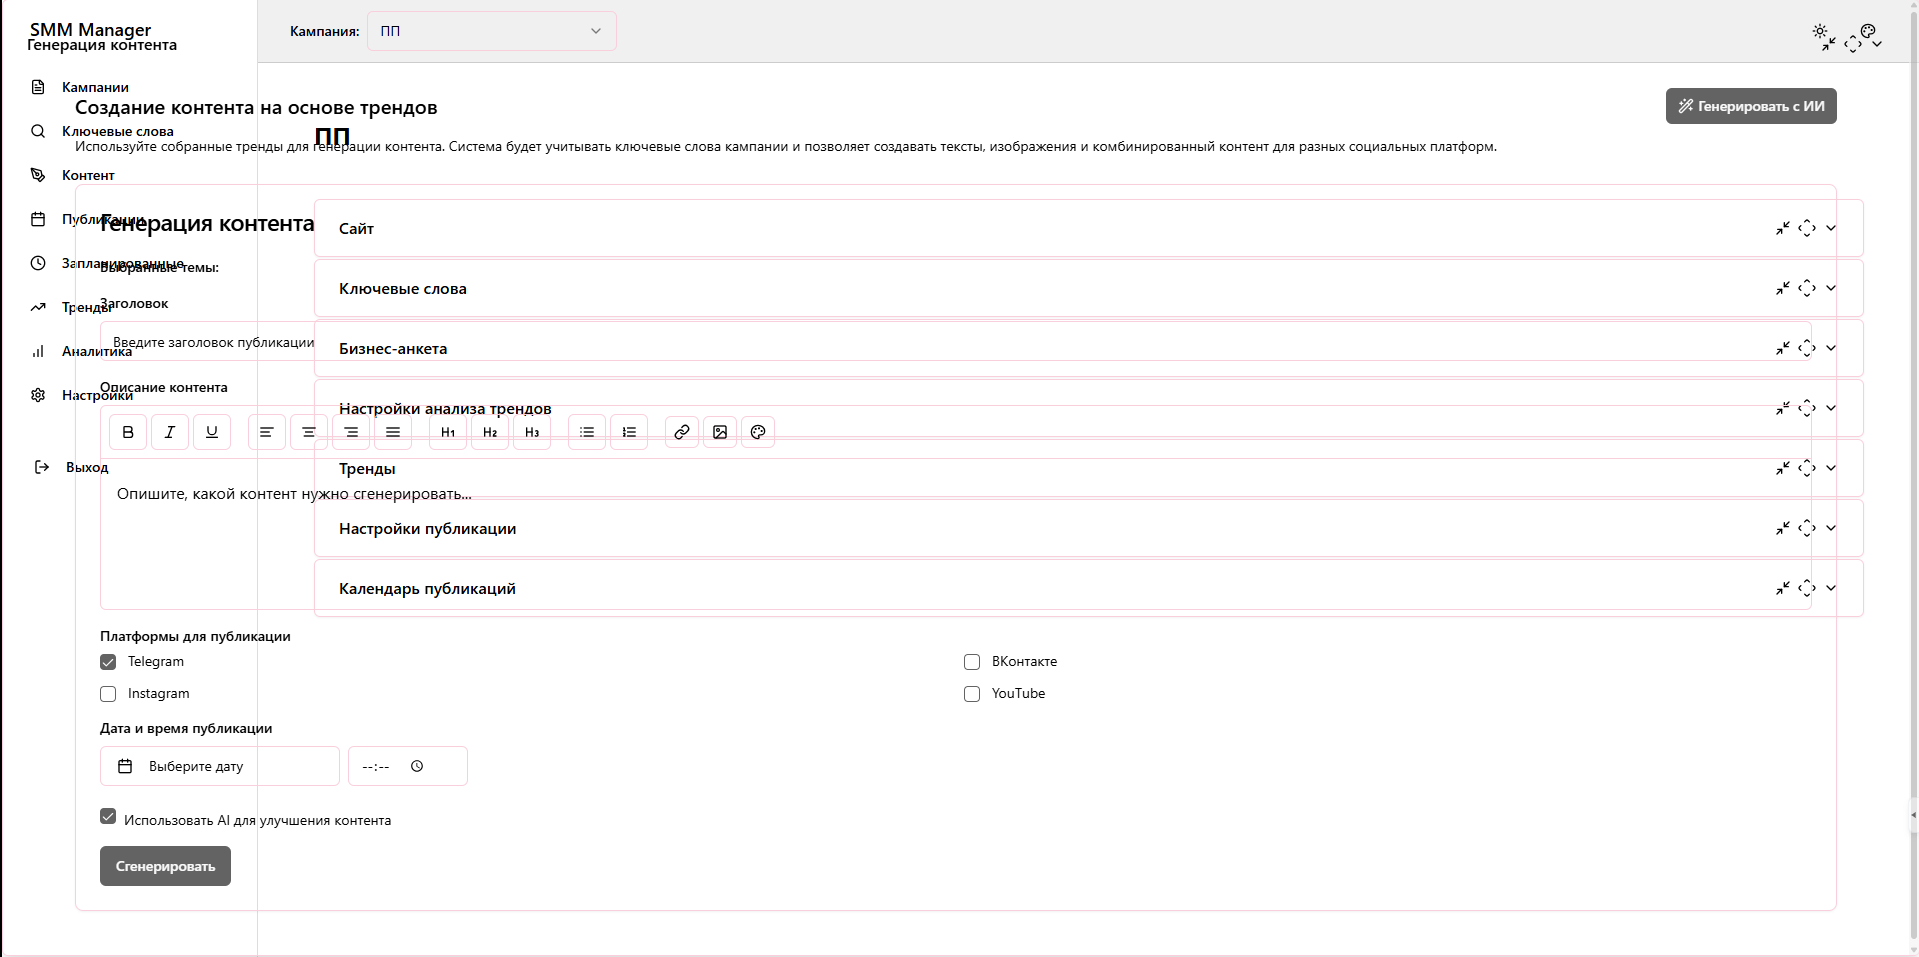 SMM Manager
Генерация контента
Кампания:
ПП
Кампании
Ключевые слова
Контент
Публикации
Запланированные
Тренды
Аналитика
Настройки
Выход
Создание контента на основе трендов
Генерировать с ИИ
ПП
Используйте собранные тренды для генерации контента. Система будет учитывать ключевые слова кампании и позволяет создавать тексты, изображения и комбинированный контент для разных социальных платформ.
Генерация контента
Сайт
Выбранные темы:
Ключевые слова
Заголовок
Введите заголовок публикации
Бизнес-анкета
Описание контента
Настройки анализа трендов
B I U H1 H2 H3
Тренды
Опишите, какой контент нужно сгенерировать...
Настройки публикации
Календарь публикаций
Платформы для публикации
Telegram
ВКонтакте
Instagram
YouTube
Дата и время публикации
Выберите дату
--:--
Использовать AI для улучшения контента
Сгенерировать